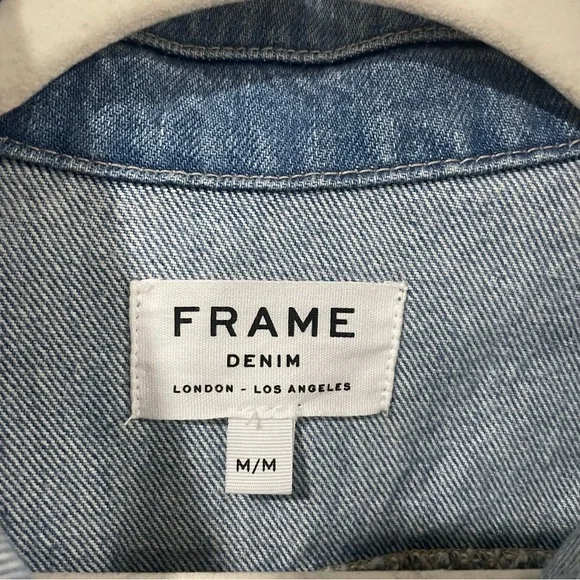 FRAME
DENIM
LONDON - LOS ANGELES
M/M